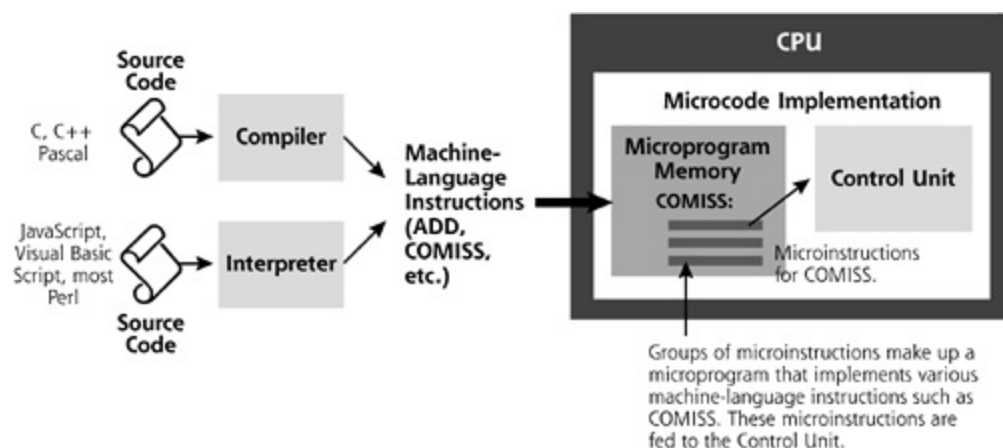 Source
Code
C, C++
Pascal
Compiler
JavaScript,
Visual Basic
Script, most
Perl
Interpreter
Source
Code
Machine-
Language
Instructions
(ADD,
COMISS,
etc.)
CPU
Microcode Implementation
Microprogram
Memory
COMISS:
Control Unit
Microinstructions
for COMISS.
Groups of microinstructions make up a
microprogram that implements various
machine-language instructions such as
COMISS. These microinstructions are
fed to the Control Unit.